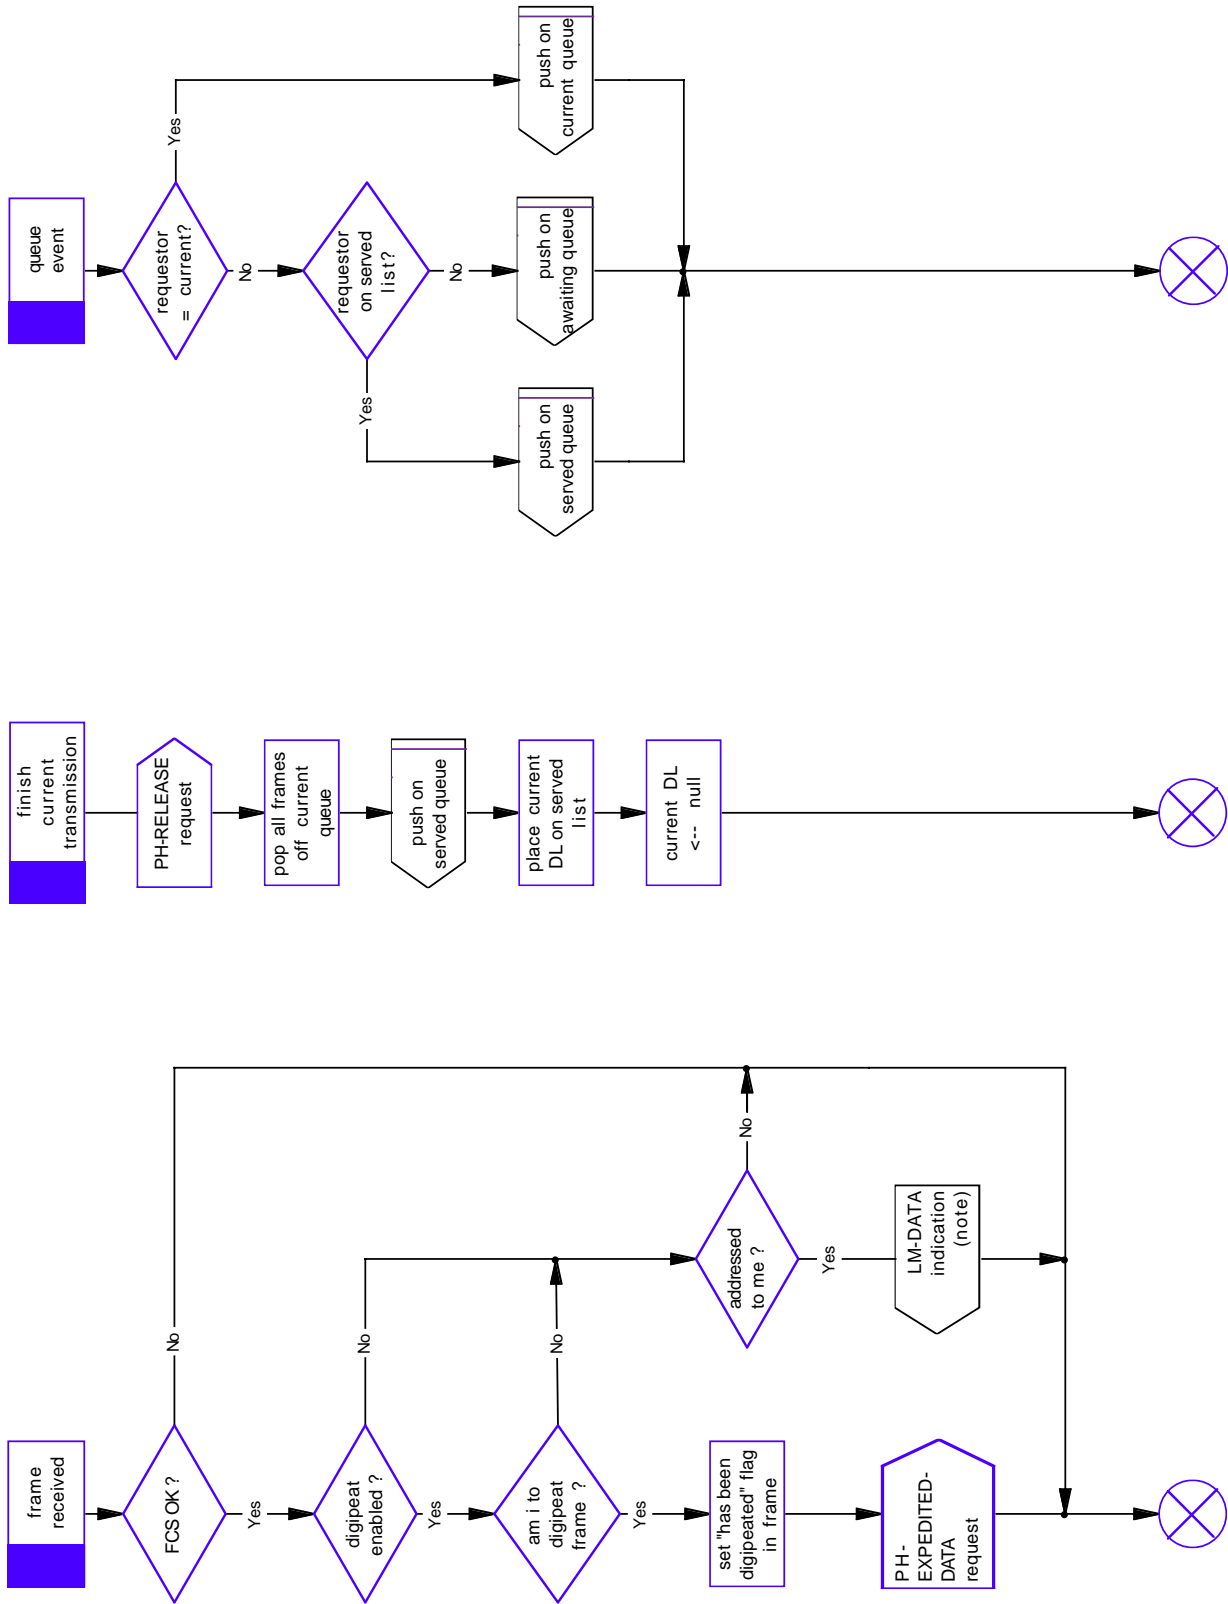 frame
received
FCS OK ?
No
Yes
digipeat
enabled ?
No
Yes
am i to
digipeat
frame ?
No
Yes
set "has been
digipeated" flag
in frame
PH-
EXPEDITED-
DATA
request
addressed
to me ?
No
Yes
LM-DATA
indication
(note)
finish
current
transmission
PH-RELEASE
request
pop all frames
off current
queue
push on
served queue
place current
DL on served
list
current DL
<-- null
queue
event
requestor
= current?
Yes
No
requestor
on served
list?
Yes
No
push on
served queue
push on
awaiting queue
push on
current queue